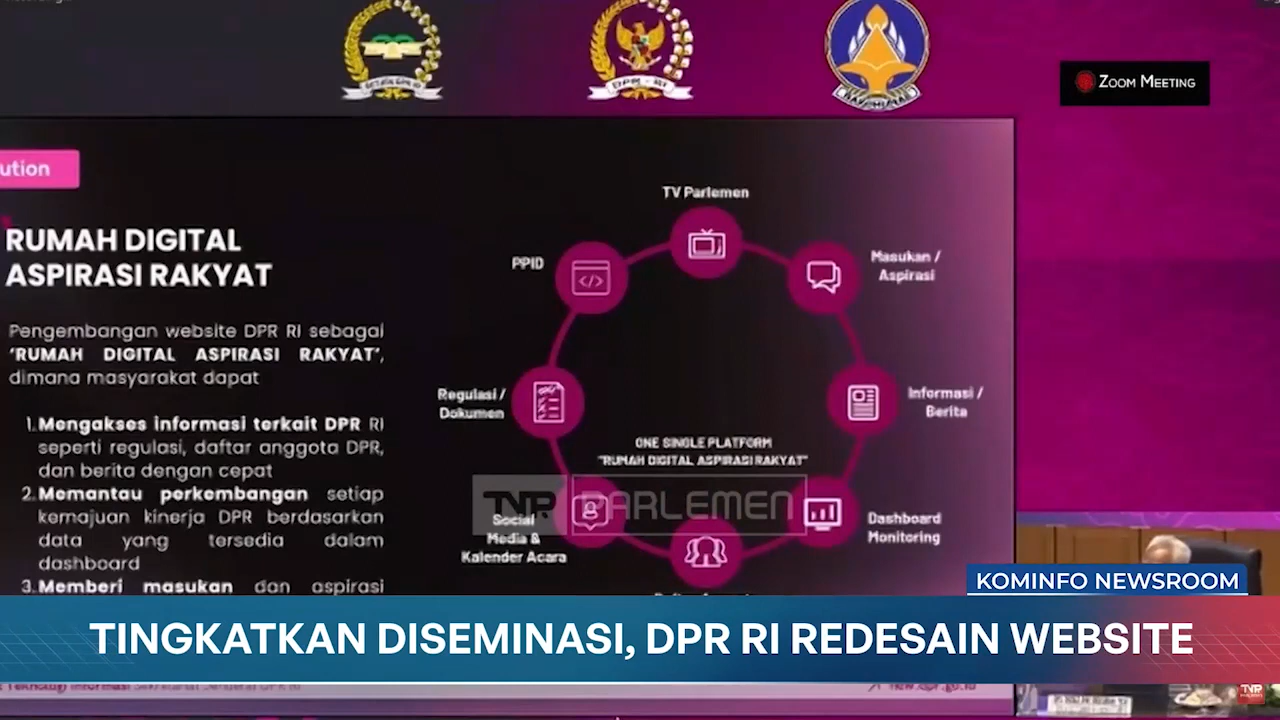 DPR - RI
ZOOM MEETING
ution
RUMAH DIGITAL
ASPIRASI RAKYAT
Pengembangan website DPR RI sebagai
'RUMAH DIGITAL ASPIRASI RAKYAT',
dimana masyarakat dapat
1. Mengakses informasi terkait DPR RI
seperti regulasi, daftar anggota DPR,
dan berita dengan cepat
2. Memantau perkembangan setiap
kemajuan kinerja DPR berdasarkan
data yang tersedia dalam
dashboard
3. Memberi masukan dan aspirasi
TV Parlemen
PPID
Masukan /
Aspirasi
Regulasi /
Dokumen
Informasi /
Berita
ONE SINGLE PLATFORM
"RUMAH DIGITAL ASPIRASI RAKYAT"
TVR PARLEMEN
Social
Media &
Kalender Acara
Dashboard
Monitoring
KOMINFO NEWSROOM
TINGKATKAN DISEMINASI, DPR RI REDESAIN WEBSITE